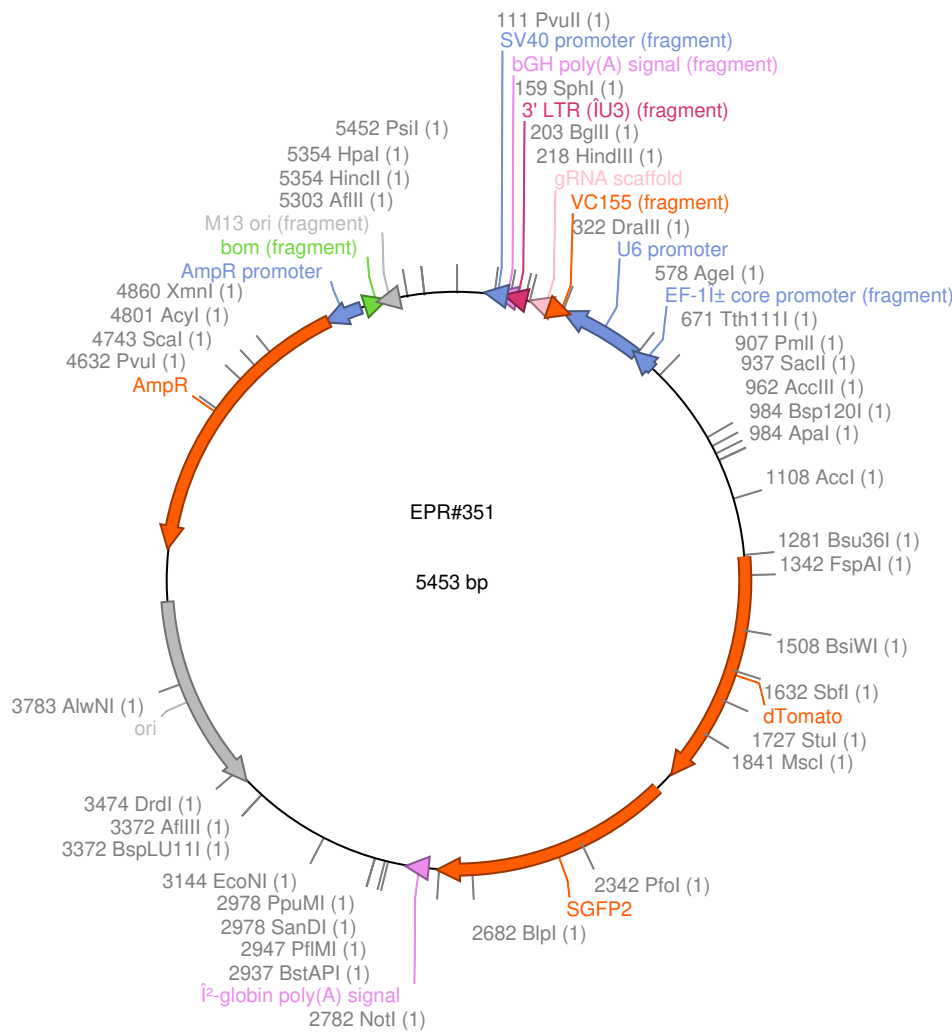 111 PvuII (1)
SV40 promoter (fragment)
bGH poly(A) signal (fragment)
159 SphI (1)
3' LTR (ÎU3) (fragment)
203 BglII (1)
218 HindIII (1)
gRNA scaffold
VC155 (fragment)
322 DraIII (1)
U6 promoter
578 AgeI (1)
EF-1Î± core promoter (fragment)
671 Tth111I (1)
907 PmlI (1)
937 SacII (1)
962 AccIII (1)
984 Bsp120I (1)
984 ApaI (1)
1108 AccI (1)
1281 Bsu36I (1)
1342 FspAI (1)
1508 BsiWI (1)
1632 SbfI (1)
dTomato
1727 StuI (1)
1841 MscI (1)
2342 PfoI (1)
SGFP2
2682 BlpI (1)
2782 NotI (1)
Î²-globin poly(A) signal
2937 BstAPI (1)
2947 PflMI (1)
2978 SanDI (1)
2978 PpuMI (1)
3144 EcoNI (1)
3372 BspLU11I (1)
3372 AflIII (1)
3474 DrdI (1)
ori
3783 AlwNI (1)
AmpR
4632 PvuI (1)
4743 ScaI (1)
4801 AcyI (1)
4860 XmnI (1)
AmpR promoter
bom (fragment)
M13 ori (fragment)
5303 AflII (1)
5354 HincII (1)
5354 HpaI (1)
5452 PsiI (1)
EPR#351
5453 bp